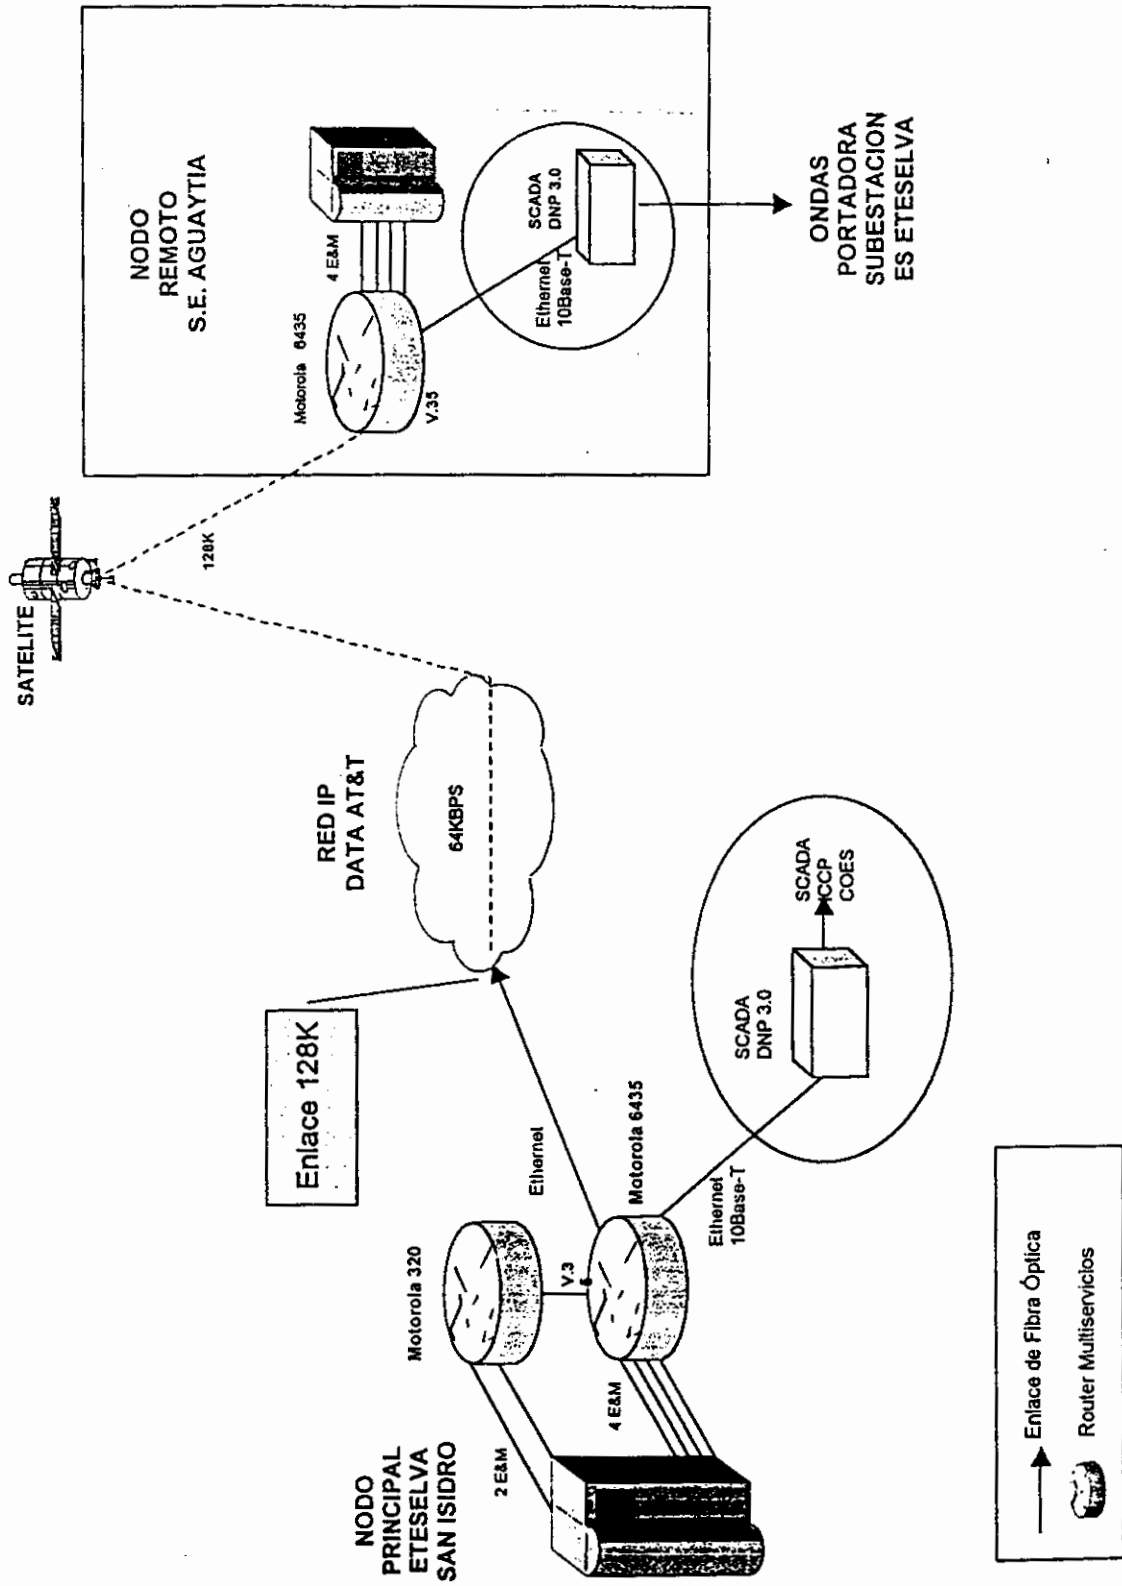 SATELITE
NODO
REMOTO
S.E. AGUAYTIA
128K
Motorola 6435
4 E&M
V.35
Ethernet
10Base-T
SCADA
DNP 3.0
ONDAS
PORTADORA
SUBESTACION
ES ETESELVA
RED IP
DATA AT&T
64KBPS
Enlace 128K
Ethernet
Motorola 320
V.3
5
Motorola 6435
Ethernet
10Base-T
SCADA
DNP 3.0
SCADA
ICCP
COES
NODO
PRINCIPAL
ETESELVA
SAN ISIDRO
2 E&M
4 E&M
Enlace de Fibra Óptica
Router Multiservicios